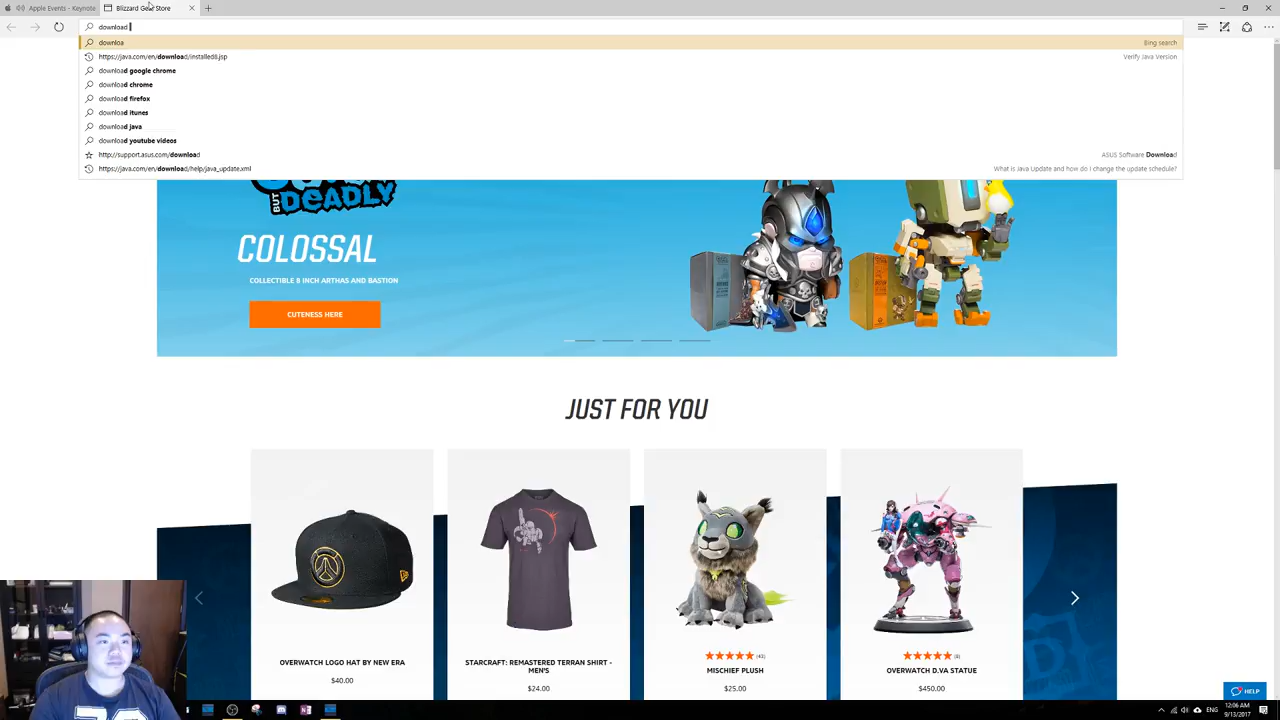 Apple Events - Keynote
Blizzard Gear Store
download
downloa
Bing search
https://java.com/en/download/installed8.jsp
Verify Java Version
download google chrome
download chrome
download firefox
download itunes
download java
download youtube videos
http://support.asus.com/download
ASUS Software Download
https://java.com/en/download/help/java_update.xml
What is Java Update and how do I change the update schedule?
BUT DEADLY
COLOSSAL
COLLECTIBLE 8 INCH ARTHAS AND BASTION
CUTENESS HERE
JUST FOR YOU
OVERWATCH LOGO HAT BY NEW ERA
$40.00
STARCRAFT: REMASTERED TERRAN SHIRT -
MEN'S
$24.00
(43)
MISCHIEF PLUSH
$25.00
OVERWATCH D.VA STATUE
$450.00
HELP
ENG
12:06 AM
9/13/2017